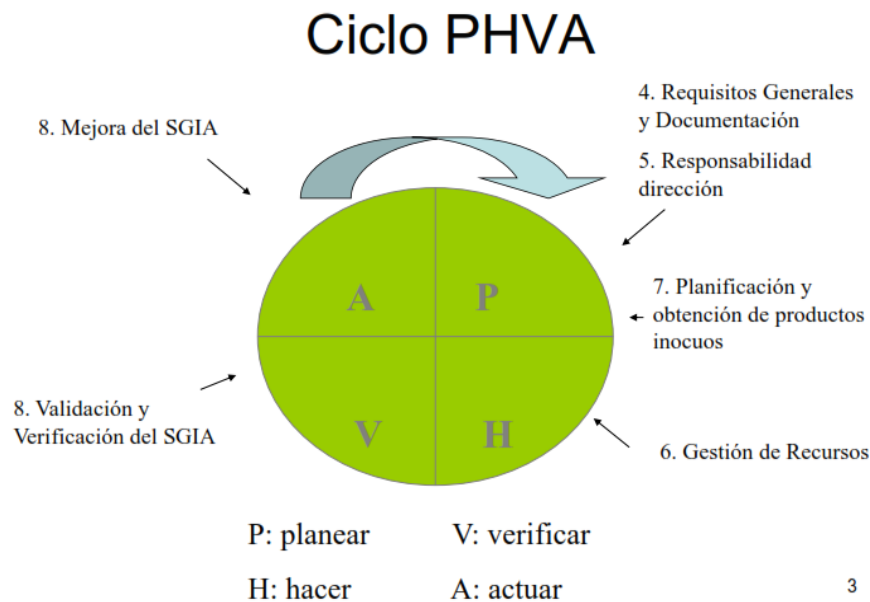 Ciclo PHVA
8. Mejora del SGIA
4. Requisitos Generales
y Documentación
5. Responsabilidad
dirección
A
P
7. Planificación y
obtención de productos
inocuos
8. Validación y
Verificación del SGIA
V
H
6. Gestión de Recursos
P: planear
V: verificar
H: hacer
A: actuar
3